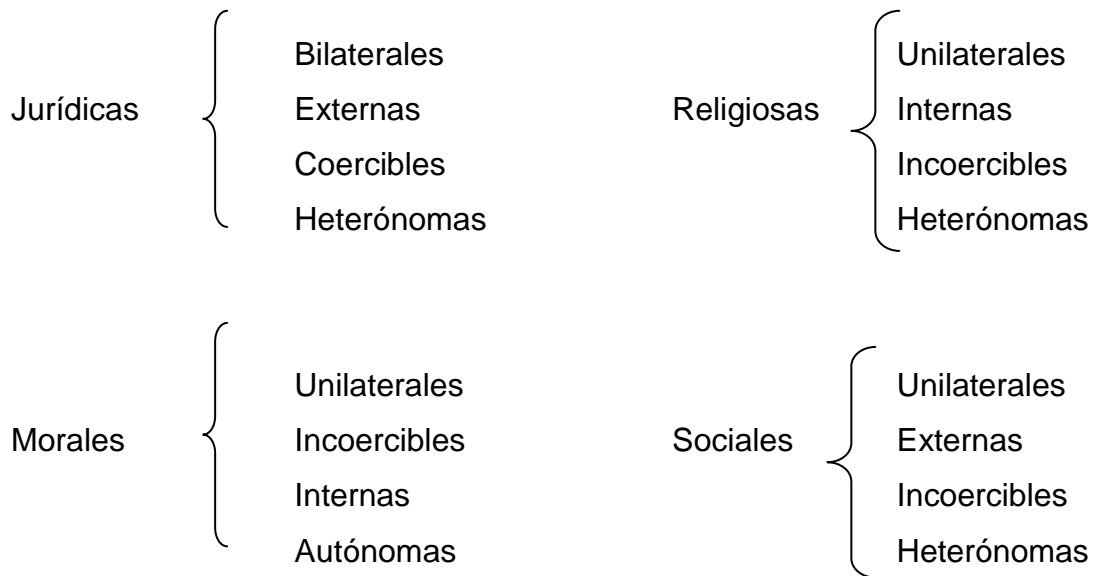 Jurídicas
Bilaterales
Externas
Coercibles
Heterónomas
Religiosas
Unilaterales
Internas
Incoercibles
Heterónomas
Morales
Unilaterales
Incoercibles
Internas
Autónomas
Sociales
Unilaterales
Externas
Incoercibles
Heterónomas